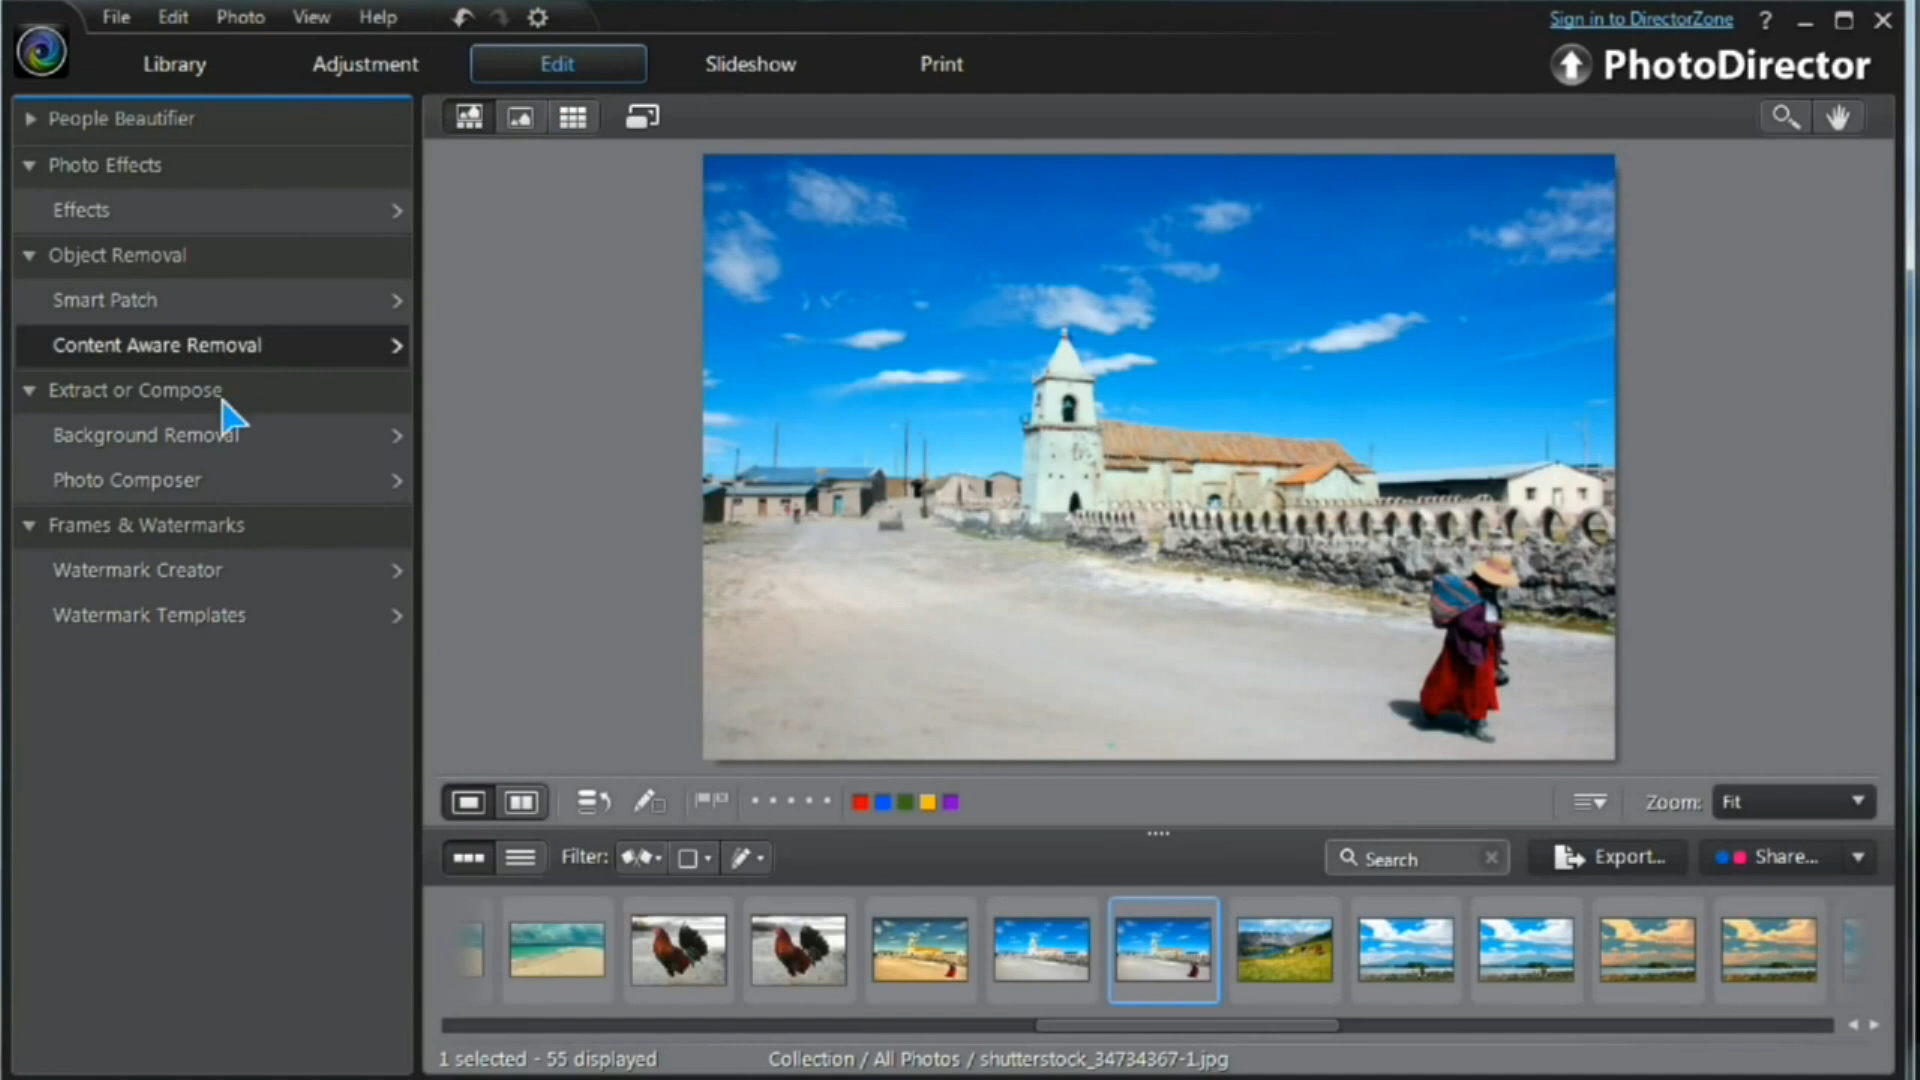 File Edit Photo View Help
Sign in to DirectorZone ?
Library Adjustment Edit Slideshow Print
PhotoDirector
People Beautifier
Photo Effects
Effects
Object Removal
Smart Patch
Content Aware Removal
Extract or Compose
Background Removal
Photo Composer
Frames & Watermarks
Watermark Creator
Watermark Templates
Zoom: Fit
Filter:
Search
Export...
Share...
1 selected - 55 displayed
Collection / All Photos / shutterstock_34734367-1.jpg